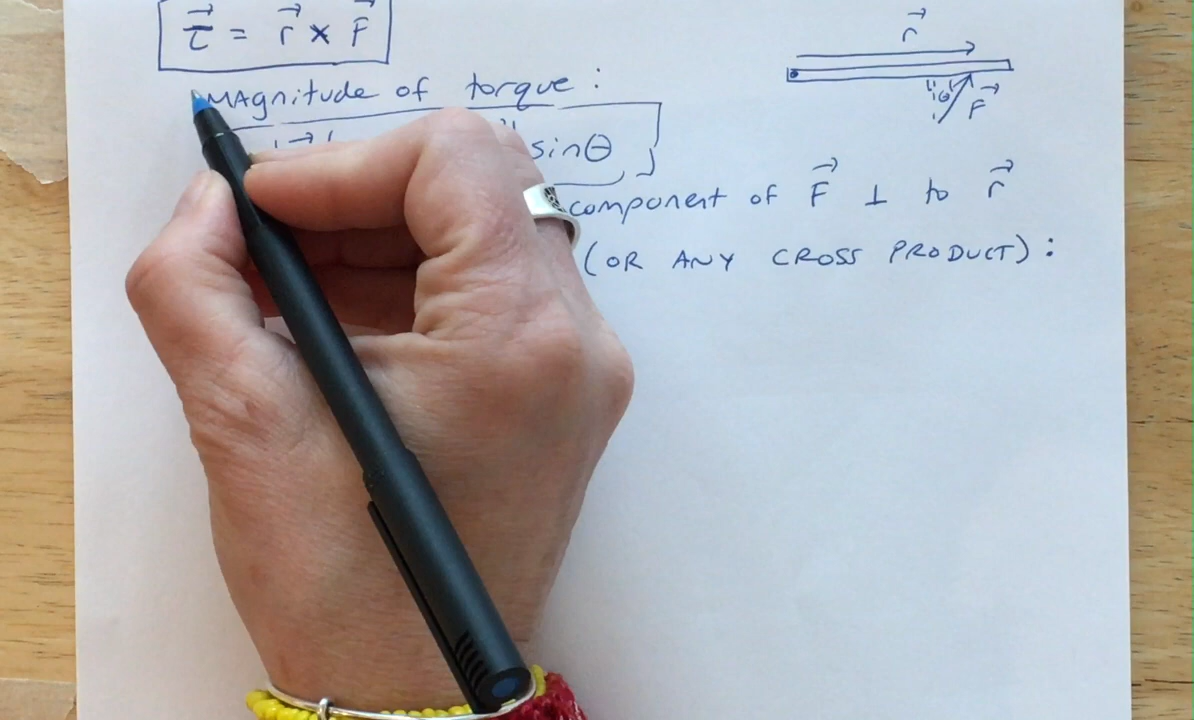 τ⃗ = r⃗ × F⃗
r⃗
Magnitude of torque:
θ F⃗
sinθ
component of F⃗ ⊥ to r⃗
(OR ANY CROSS PRODUCT):